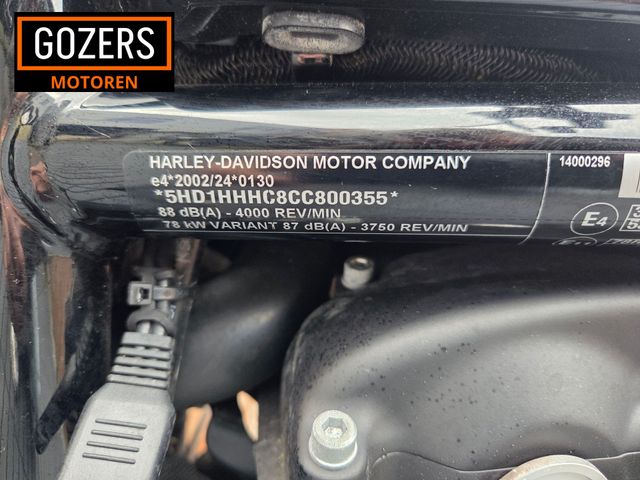 GOZERS
MOTOREN
HARLEY-DAVIDSON MOTOR COMPANY
e4*2002/24*0130
*5HD1HHHC8CC800355*
88 dB(A) - 4000 REV/MIN
78 kW VARIANT 87 dB(A) - 3750 REV/MIN
14000296
E4